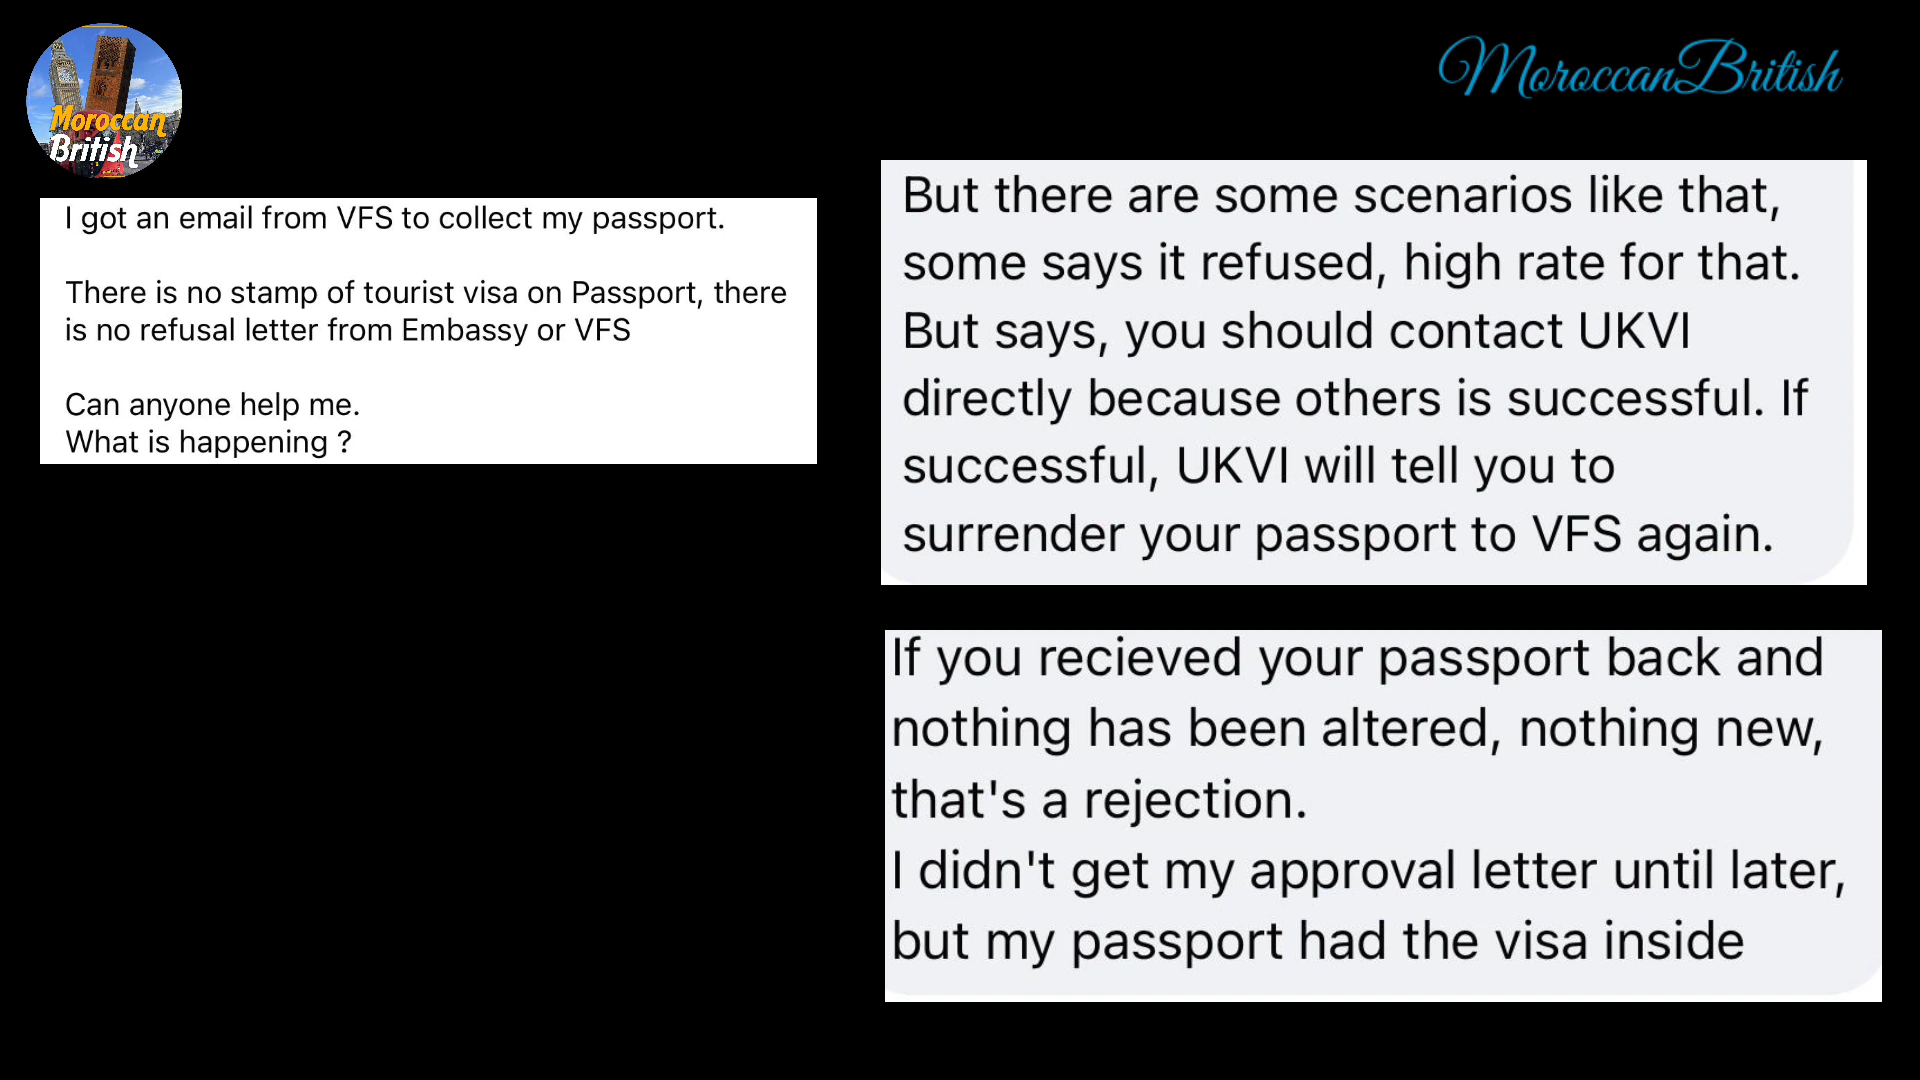 Moroccan
British
MoroccanBritish
I got an email from VFS to collect my passport.
There is no stamp of tourist visa on Passport, there
is no refusal letter from Embassy or VFS
Can anyone help me.
What is happening ?
But there are some scenarios like that,
some says it refused, high rate for that.
But says, you should contact UKVI
directly because others is successful. If
successful, UKVI will tell you to
surrender your passport to VFS again.
If you recieved your passport back and
nothing has been altered, nothing new,
that's a rejection.
I didn't get my approval letter until later,
but my passport had the visa inside